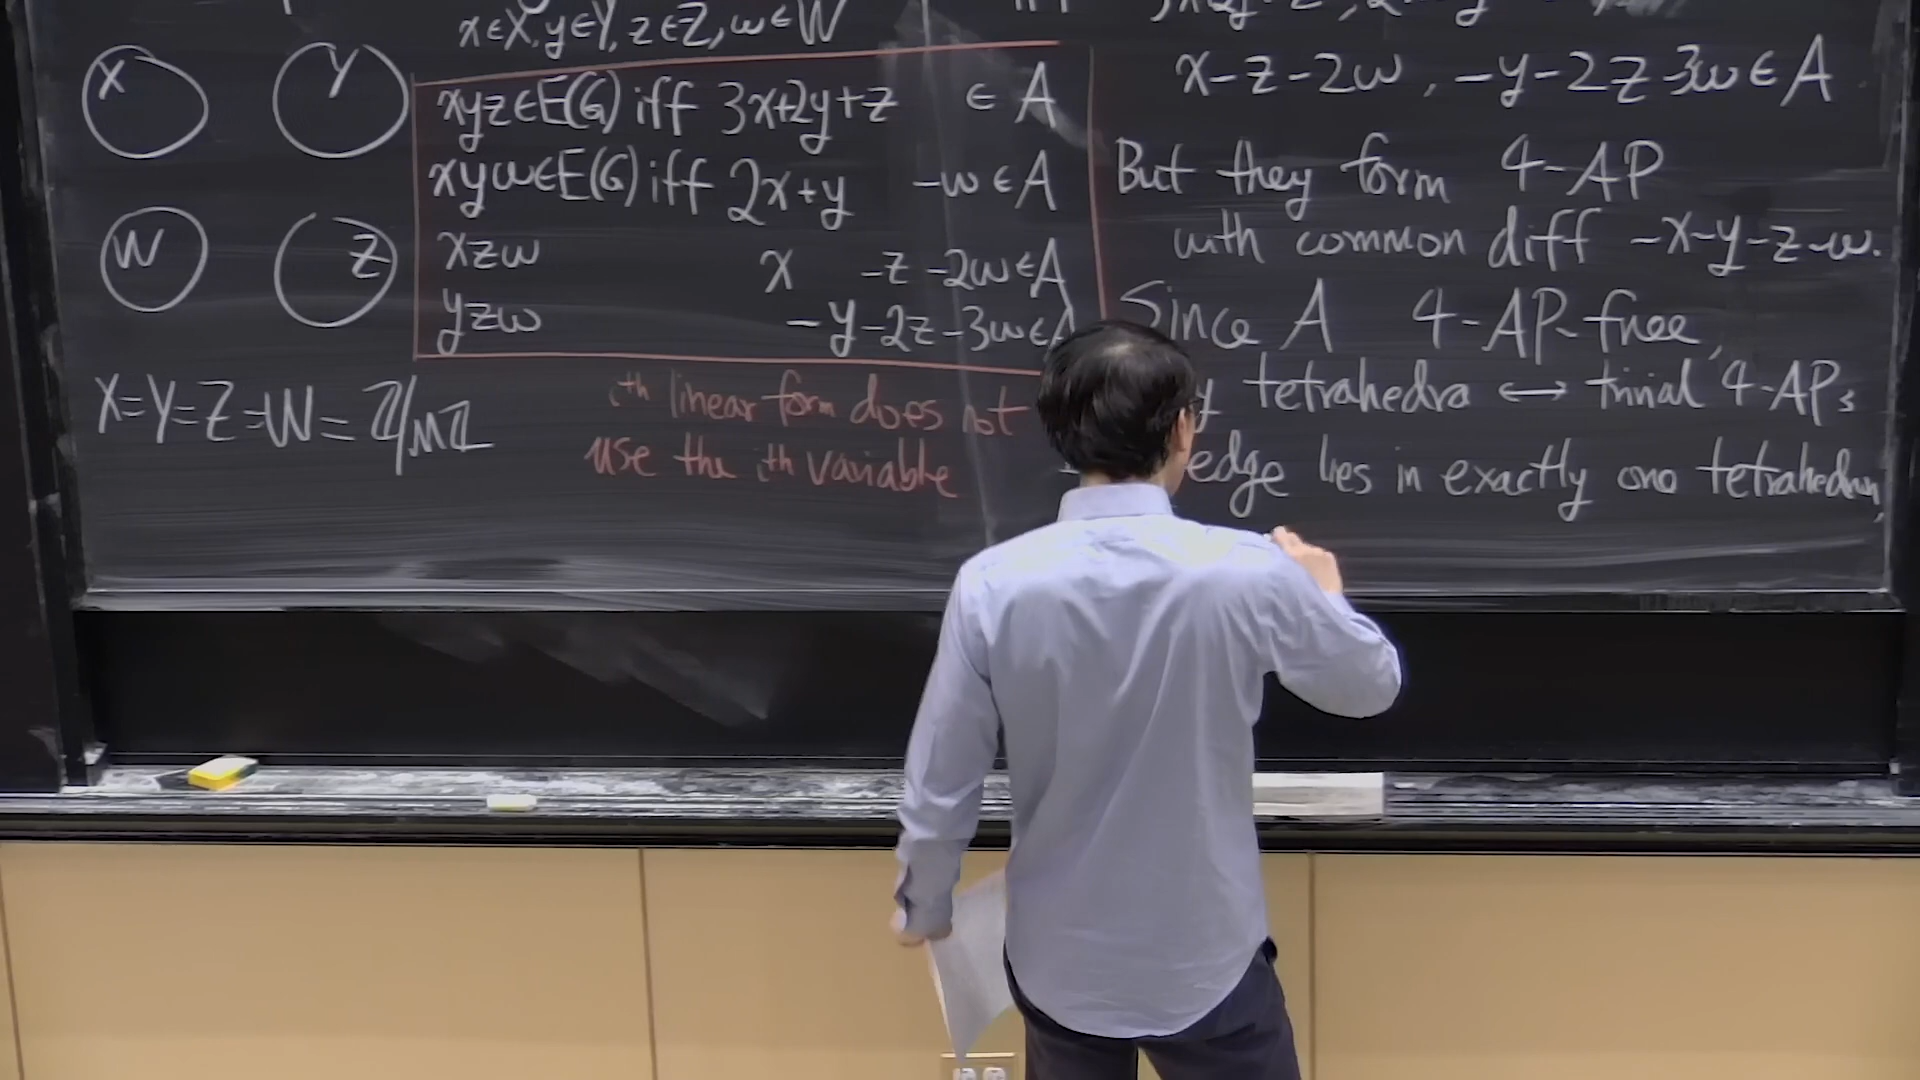 x∈X, y∈Y, z∈Z, w∈W
X
Y
W
Z
xyz∈E(G) iff 3x+2y+z ∈ A
xyw∈E(G) iff 2x+y -w ∈ A
xzw x -z -2w ∈ A
yzw -y-2z-3w ∈ A
X=Y=Z=W= ℤ/Mℤ
ith linear form does not
use the ith variable
x-z-2w, -y-2z-3w ∈ A
But they form 4-AP
with common diff -x-y-z-w.
Since A 4-AP-free,
tetrahedra ↔ trivial 4-APs
edge lies in exactly one tetrahedron,